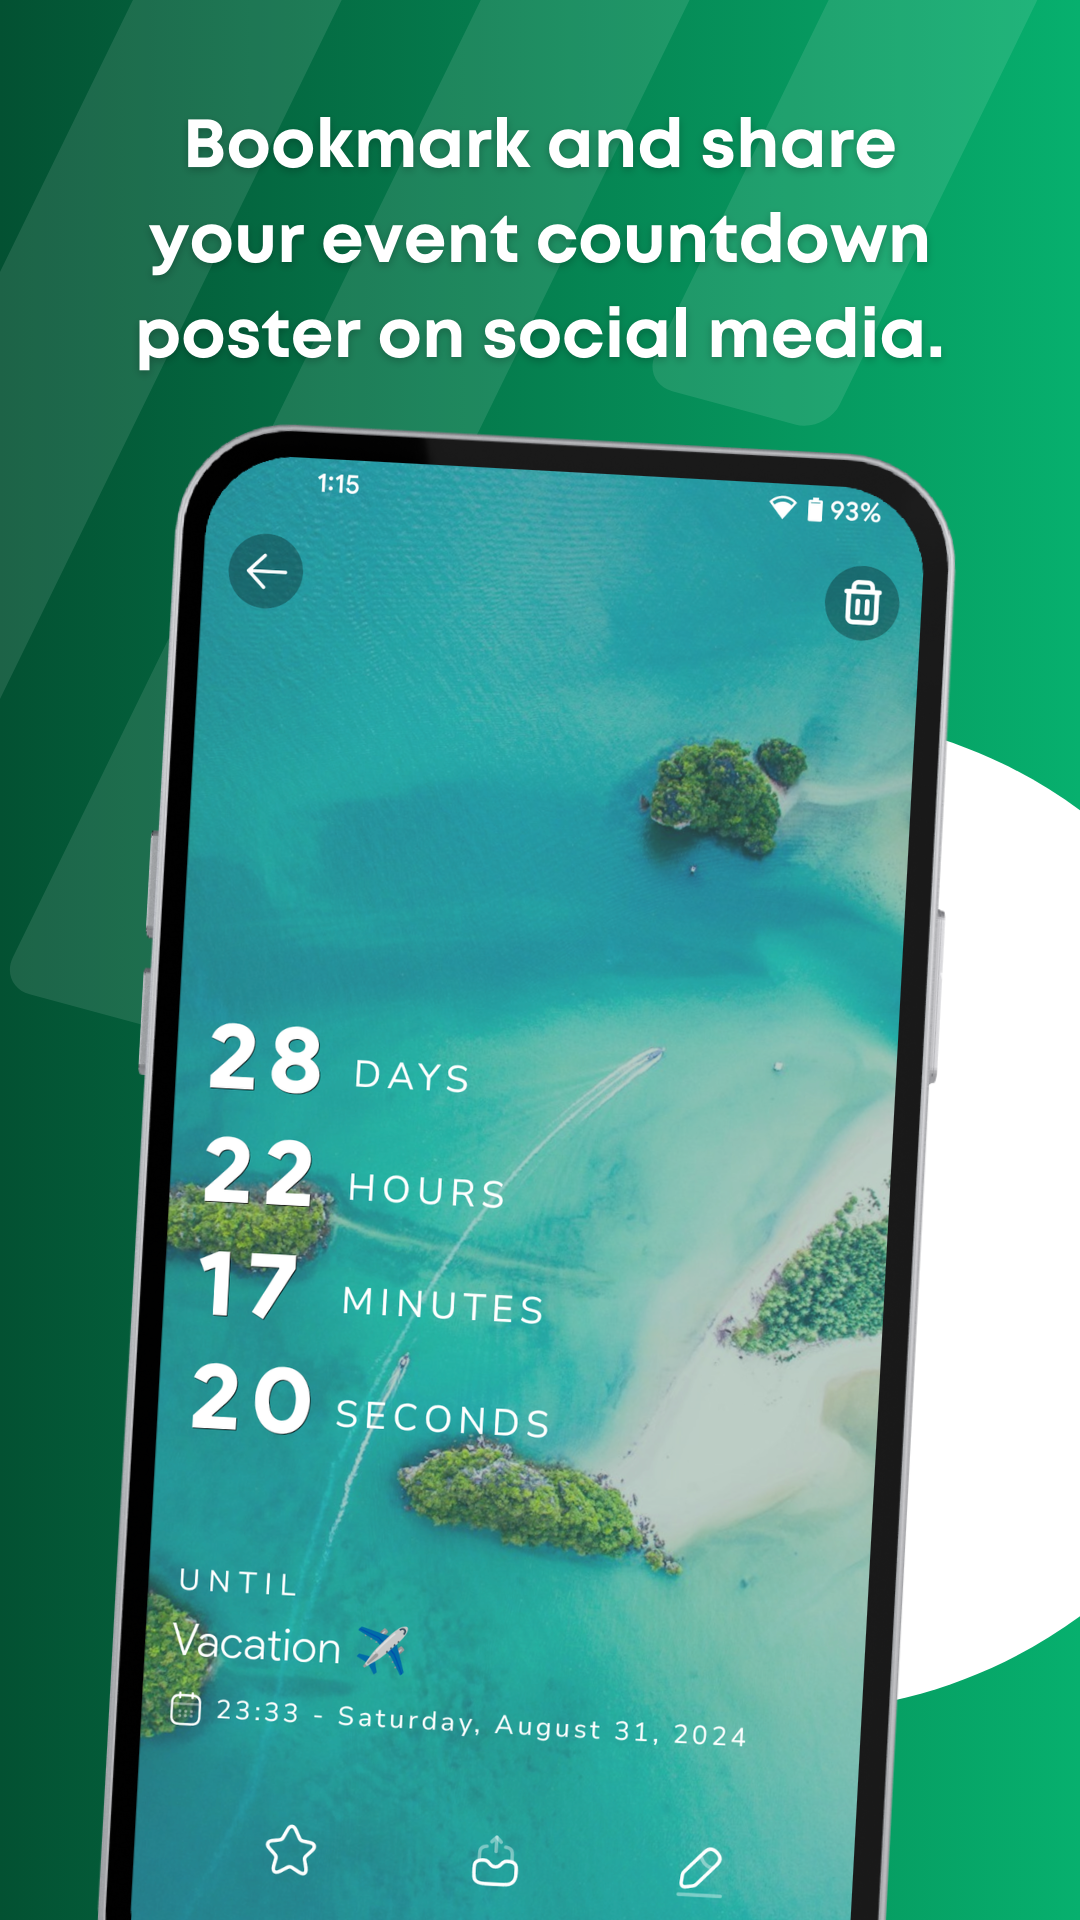 Bookmark and share
your event countdown
poster on social media.
1:15
93%
28 DAYS
22 HOURS
17 MINUTES
20 SECONDS
UNTIL
Vacation ✈️
23:33 - Saturday, August 31, 2024